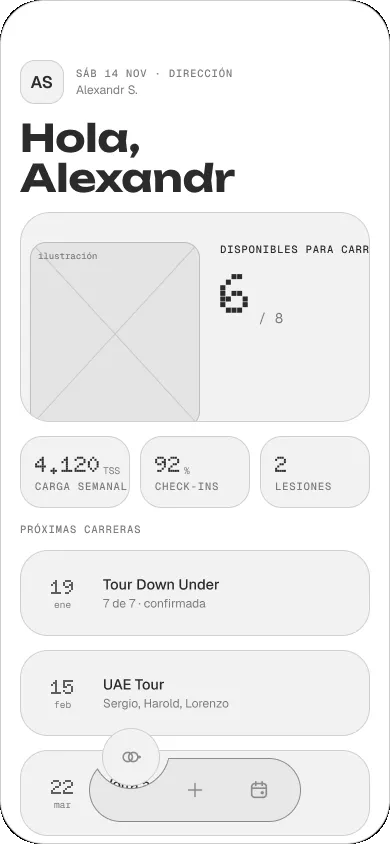 AS
SÁB 14 NOV · DIRECCIÓN
Alexandr S.
Hola,
Alexandr
ilustración
DISPONIBLES PARA CARR
6 / 8
4.120 TSS
CARGA SEMANAL
92 %
CHECK-INS
2
LESIONES
PRÓXIMAS CARRERAS
19
ene
Tour Down Under
7 de 7 · confirmada
15
feb
UAE Tour
Sergio, Harold, Lorenzo
22
mar